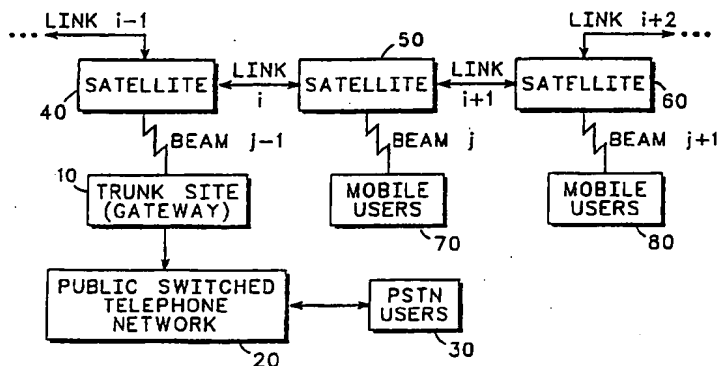 LINK i-1
50
LINK i+2
SATELLITE
LINK
i
SATELLITE
LINK
i+1
SATELLITE
40
60
BEAM j-1
BEAM j
BEAM j+1
10
TRUNK SITE
(GATEWAY)
MOBILE
USERS
MOBILE
USERS
70
80
PUBLIC SWITCHED
TELEPHONE
NETWORK
PSTN
USERS
20
30